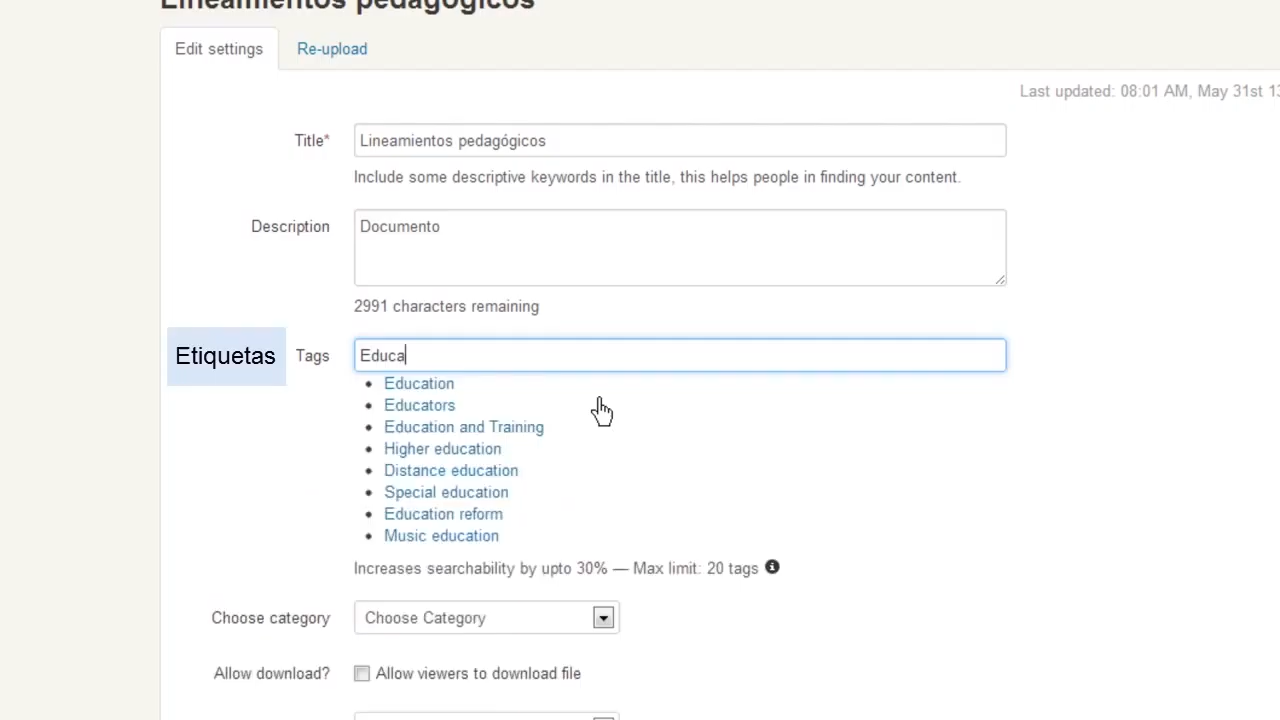 Lineamientos pedagógicos
Edit settings
Re-upload
Last updated: 08:01 AM, May 31st 13
Title*
Lineamientos pedagógicos
Include some descriptive keywords in the title, this helps people in finding your content.
Description
Documento
2991 characters remaining
Etiquetas
Tags
Educa
Education
Educators
Education and Training
Higher education
Distance education
Special education
Education reform
Music education
Increases searchability by upto 30% — Max limit: 20 tags
Choose category
Choose Category
Allow download?
Allow viewers to download file